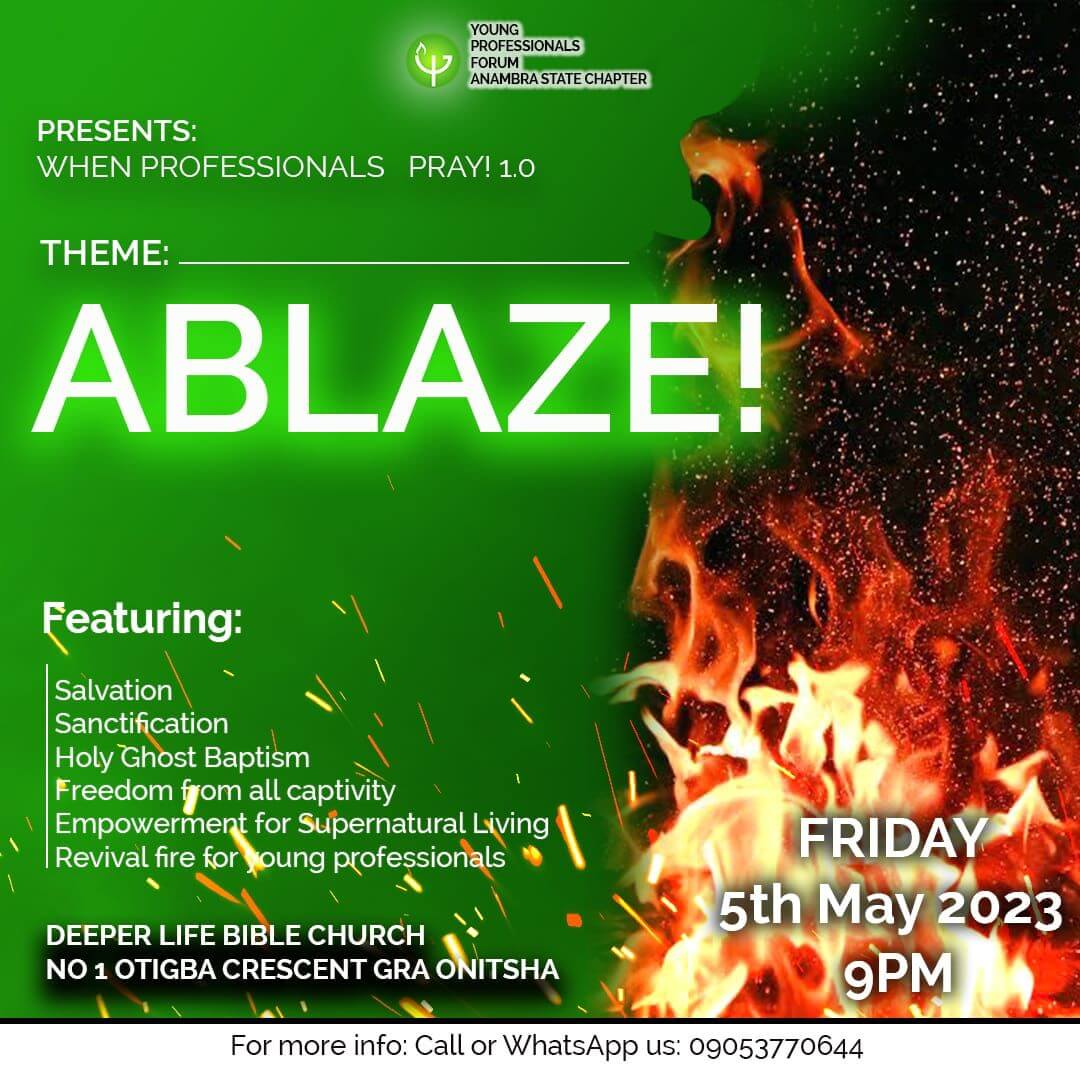 YOUNG
PROFESSIONALS
FORUM
ANAMBRA STATE CHAPTER
PRESENTS:
WHEN PROFESSIONALS PRAY! 1.0
THEME:
ABLAZE!
Featuring:
Salvation
Sanctification
Holy Ghost Baptism
Freedom from all captivity
Empowerment for Supernatural Living
Revival fire for young professionals
DEEPER LIFE BIBLE CHURCH
NO 1 OTIGBA CRESCENT GRA ONITSHA
FRIDAY
5th May 2023
9PM
For more info: Call or WhatsApp us: 09053770644